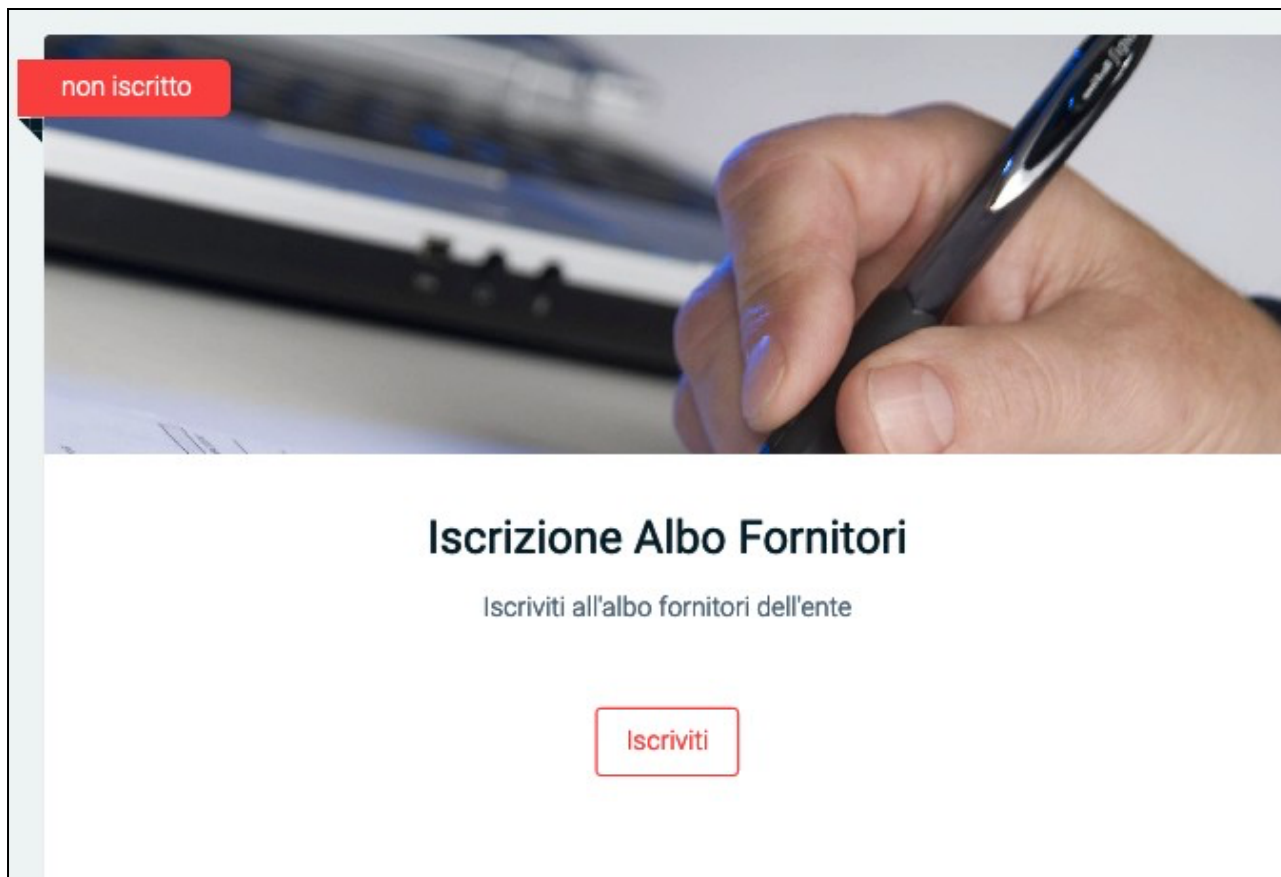 non iscritto
Iscrizione Albo Fornitori
Iscriviti all'albo fornitori dell'ente
Iscriviti